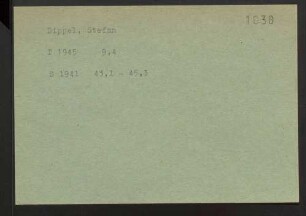 1038
Dippel, Stefan
I 1945 9.4
E 1941 45.1 - 45.3